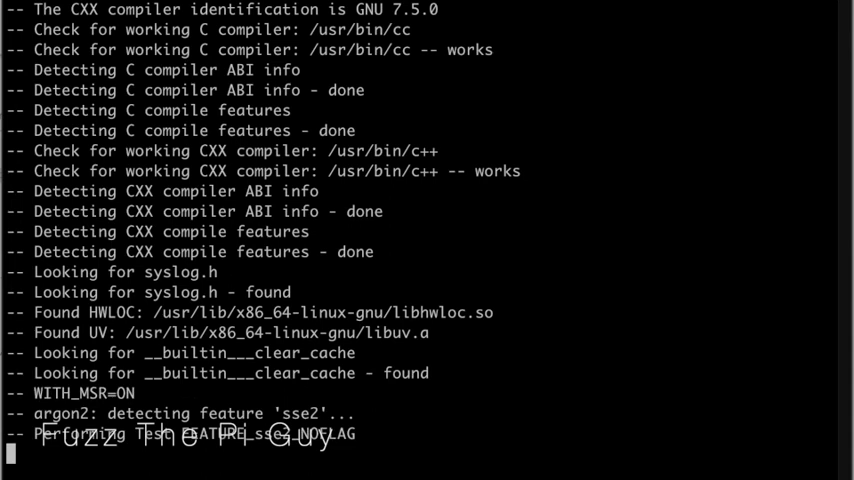 -- The CXX compiler identification is GNU 7.5.0
-- Check for working C compiler: /usr/bin/cc
-- Check for working C compiler: /usr/bin/cc -- works
-- Detecting C compiler ABI info
-- Detecting C compiler ABI info - done
-- Detecting C compile features
-- Detecting C compile features - done
-- Check for working CXX compiler: /usr/bin/c++
-- Check for working CXX compiler: /usr/bin/c++ -- works
-- Detecting CXX compiler ABI info
-- Detecting CXX compiler ABI info - done
-- Detecting CXX compile features
-- Detecting CXX compile features - done
-- Looking for syslog.h
-- Looking for syslog.h - found
-- Found HWLOC: /usr/lib/x86_64-linux-gnu/libhwloc.so
-- Found UV: /usr/lib/x86_64-linux-gnu/libuv.a
-- Looking for __builtin___clear_cache
-- Looking for __builtin___clear_cache - found
-- WITH_MSR=ON
-- argon2: detecting feature 'sse2'...
-- Performing Test FEATURE_sse2_NOFLAG
Fuzz The Pi Guy